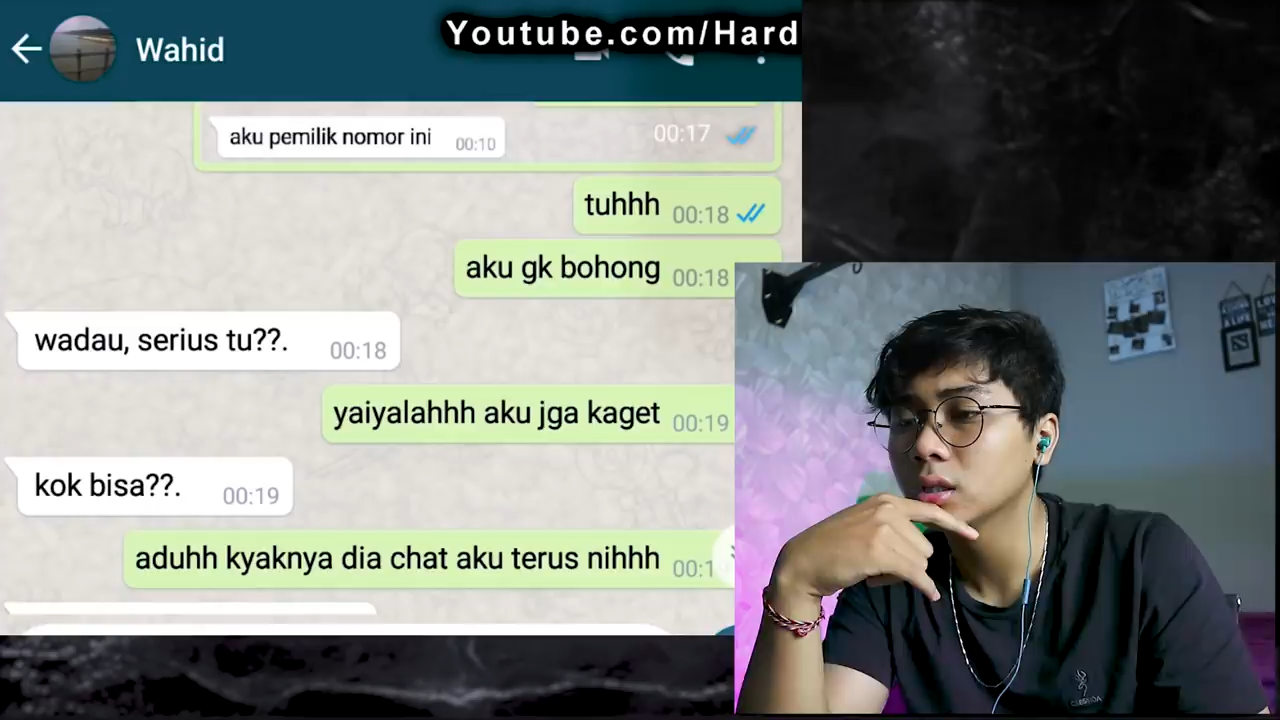 Youtube.com/Hard
Wahid
aku pemilik nomor ini 00:10
00:17
tuhhh 00:18
aku gk bohong 00:18
wadau, serius tu??. 00:18
yaiyalahhh aku jga kaget 00:19
kok bisa??. 00:19
aduhh kyaknya dia chat aku terus nihhh 00:1